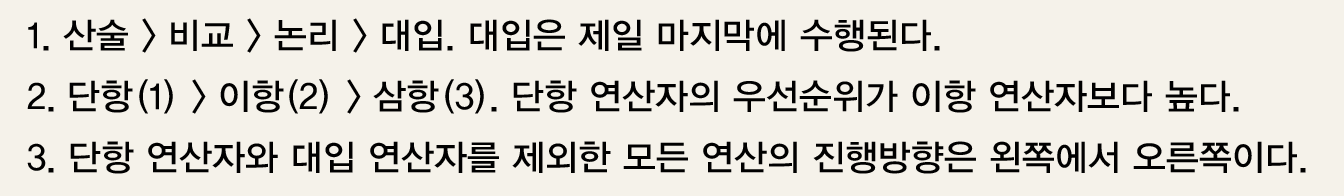 1. 산술 > 비교 > 논리 > 대입. 대입은 제일 마지막에 수행된다.
2. 단항(1) > 이항(2) > 삼항(3). 단항 연산자의 우선순위가 이항 연산자보다 높다.
3. 단항 연산자와 대입 연산자를 제외한 모든 연산의 진행방향은 왼쪽에서 오른쪽이다.